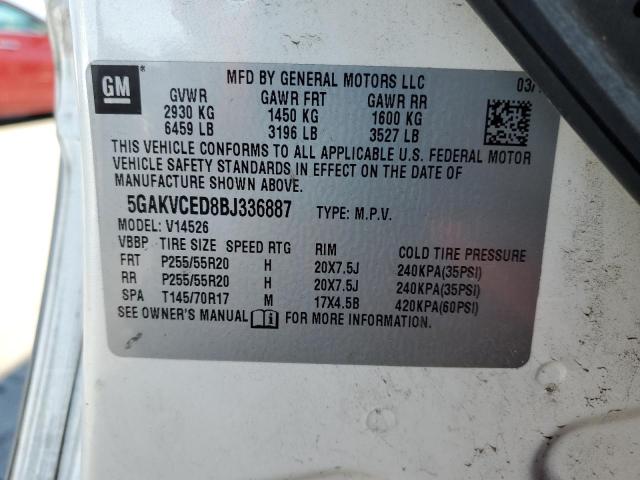 GM
MFD BY GENERAL MOTORS LLC 03/
GVWR GAWR FRT GAWR RR
2930 KG 1450 KG 1600 KG
6459 LB 3196 LB 3527 LB
THIS VEHICLE CONFORMS TO ALL APPLICABLE U.S. FEDERAL MOTOR
VEHICLE SAFETY STANDARDS IN EFFECT ON THE DATE OF
MANUFACTURE SHOWN ABOVE.
5GAKVCED8BJ336887 TYPE: M.P.V.
MODEL: V14526
VBBP TIRE SIZE SPEED RTG RIM COLD TIRE PRESSURE
FRT P255/55R20 H 20X7.5J 240KPA(35PSI)
RR P255/55R20 H 20X7.5J 240KPA(35PSI)
SPA T145/70R17 M 17X4.5B 420KPA(60PSI)
SEE OWNER'S MANUAL FOR MORE INFORMATION.